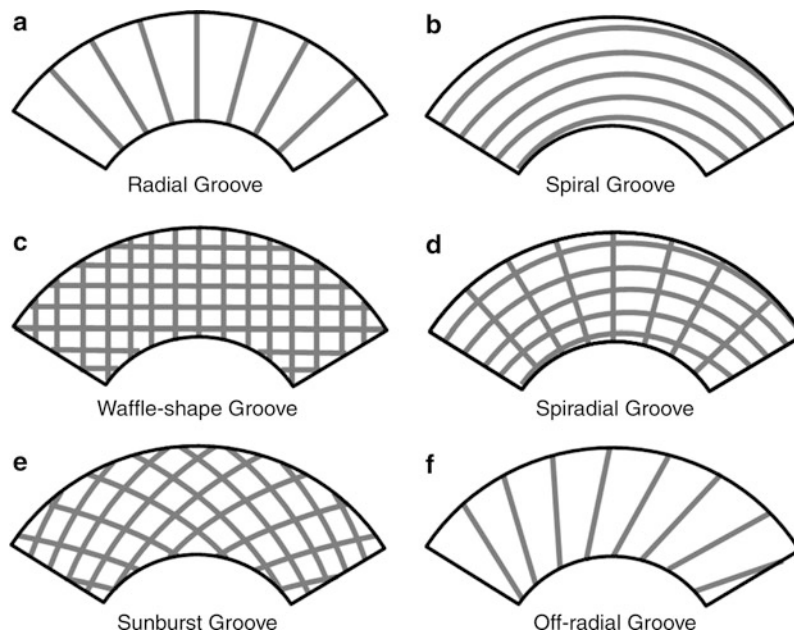 a
b
Radial Groove
Spiral Groove
c
d
Waffle-shape Groove
Spiradial Groove
e
f
Sunburst Groove
Off-radial Groove